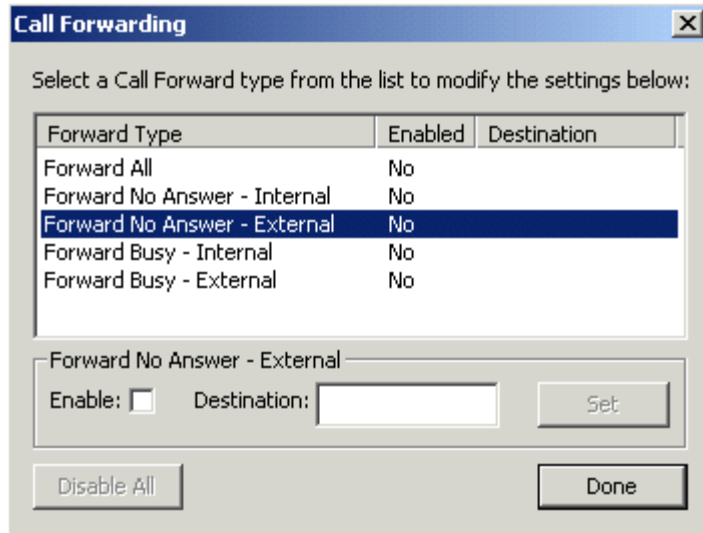 Call Forwarding
Select a Call Forward type from the list to modify the settings below:
Forward Type Enabled Destination
Forward All No
Forward No Answer - Internal No
Forward No Answer - External No
Forward Busy - Internal No
Forward Busy - External No
Forward No Answer - External
Enable: Destination: Set
Disable All Done